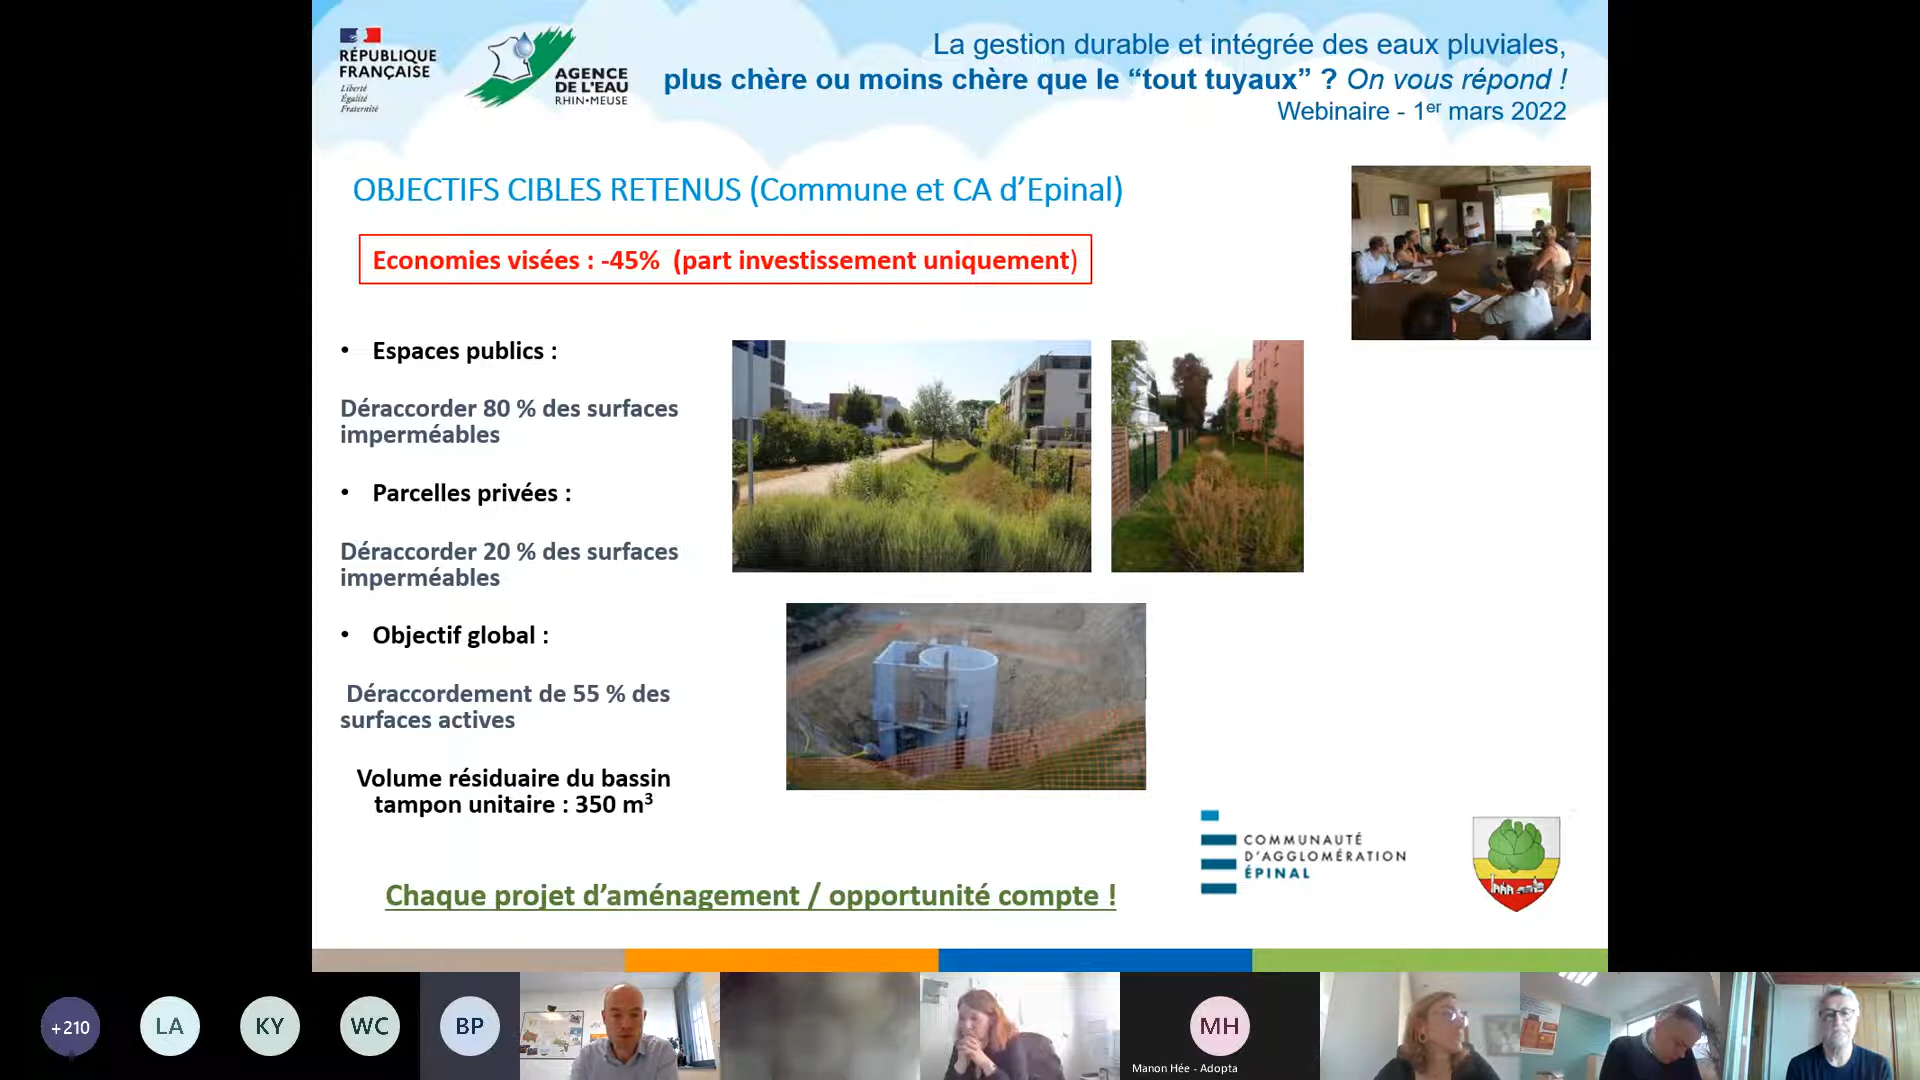 RÉPUBLIQUE
FRANÇAISE
Liberté
Égalité
Fraternité
AGENCE
DE L'EAU
RHIN•MEUSE
La gestion durable et intégrée des eaux pluviales,
plus chère ou moins chère que le “tout tuyaux” ? On vous répond !
Webinaire - 1er mars 2022
OBJECTIFS CIBLES RETENUS (Commune et CA d’Epinal)
Economies visées : -45% (part investissement uniquement)
• Espaces publics :
Déraccorder 80 % des surfaces
imperméables
• Parcelles privées :
Déraccorder 20 % des surfaces
imperméables
• Objectif global :
Déraccordement de 55 % des
surfaces actives
Volume résiduaire du bassin
tampon unitaire : 350 m³
COMMUNAUTÉ
D’AGGLOMÉRATION
ÉPINAL
Chaque projet d’aménagement / opportunité compte !
+210
LA
KY
WC
BP
MH
Manon Hée - Adopta